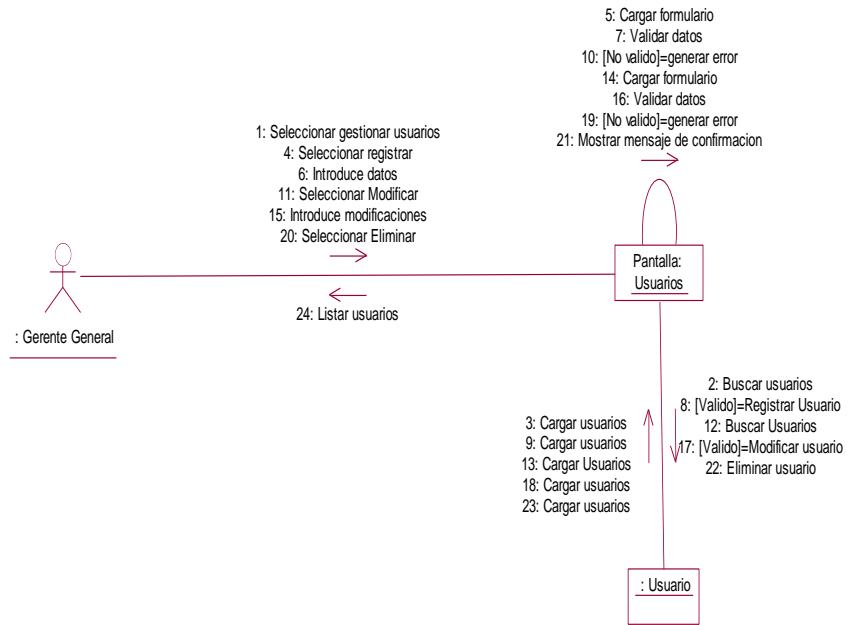 5: Cargar formulario
7: Validar datos
10: [No valido]=generar error
14: Cargar formulario
16: Validar datos
19: [No valido]=generar error
21: Mostrar mensaje de confirmacion
1: Seleccionar gestionar usuarios
4: Seleccionar registrar
6: Introduce datos
11: Seleccionar Modificar
15: Introduce modificaciones
20: Seleccionar Eliminar
Pantalla:
Usuarios
24: Listar usuarios
: Gerente General
2: Buscar usuarios
8: [Valido]=Registrar Usuario
12: Buscar Usuarios
17: [Valido]=Modificar usuario
22: Eliminar usuario
3: Cargar usuarios
9: Cargar usuarios
13: Cargar Usuarios
18: Cargar usuarios
23: Cargar usuarios
: Usuario